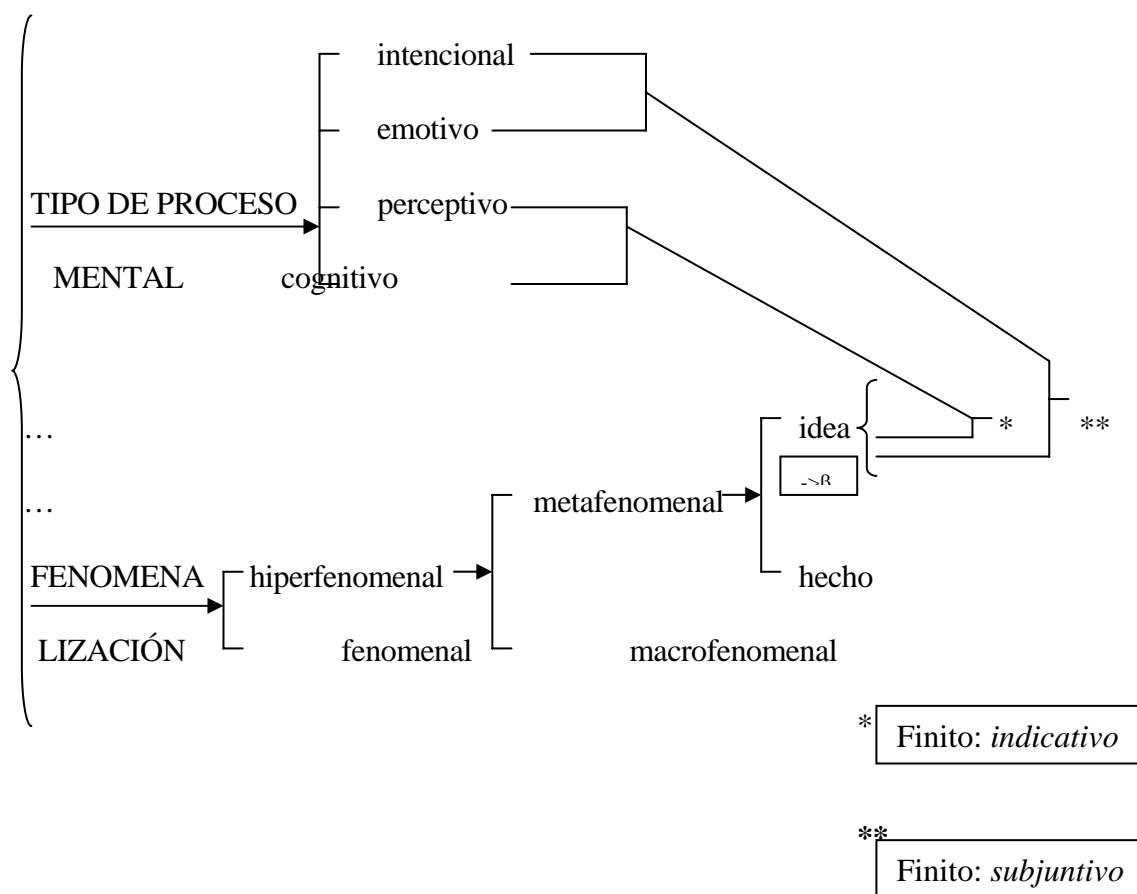 intencional
emotivo
TIPO DE PROCESO perceptivo
MENTAL cognitivo
… idea * **
->β
… metafenomenal
FENOMENA hiperfenomenal hecho
LIZACIÓN fenomenal macrofenomenal
*
Finito: indicativo
**
Finito: subjuntivo